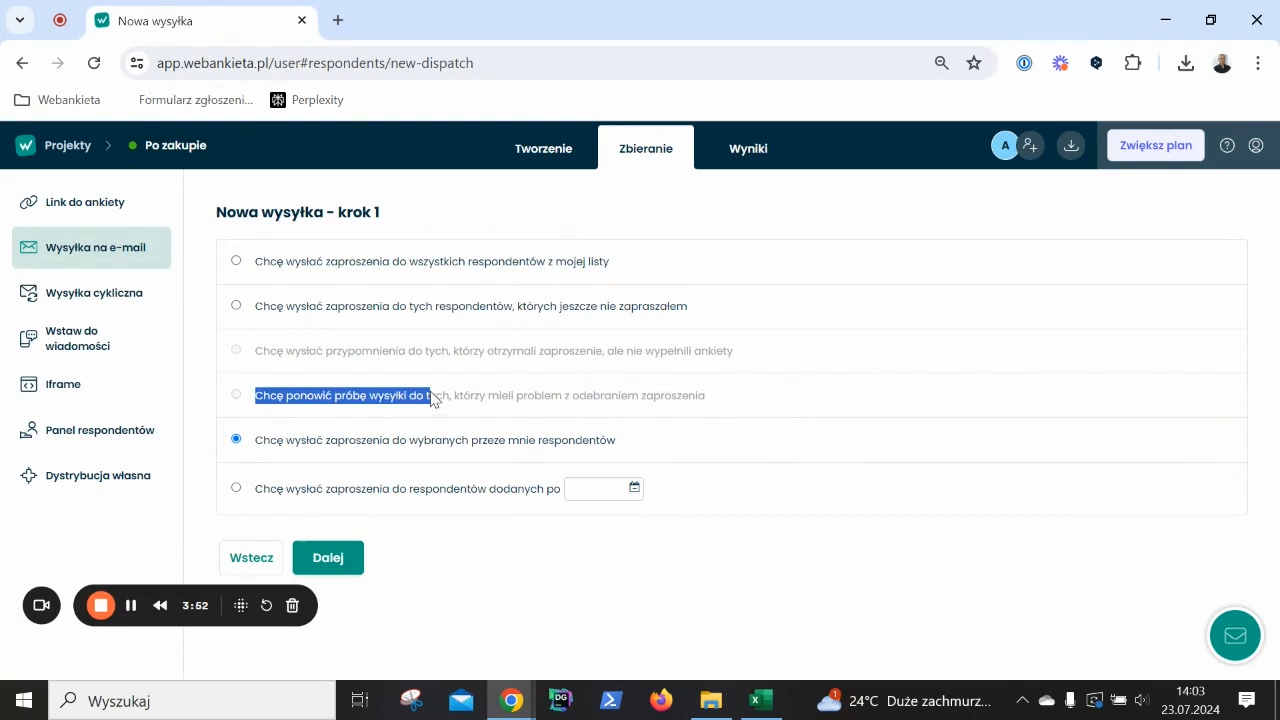 Nowa wysyłka
app.webankieta.pl/user#respondents/new-dispatch
Webankieta
Formularz zgłoszeni...
Perplexity
Projekty
Po zakupie
Tworzenie
Zbieranie
Wyniki
A
Zwiększ plan
Link do ankiety
Wysyłka na e-mail
Wysyłka cykliczna
Wstaw do
wiadomości
Iframe
Panel respondentów
Dystrybucja własna
Nowa wysyłka - krok 1
Chcę wysłać zaproszenia do wszystkich respondentów z mojej listy
Chcę wysłać zaproszenia do tych respondentów, których jeszcze nie zapraszałem
Chcę wysłać przypomnienia do tych, którzy otrzymali zaproszenie, ale nie wypełnili ankiety
Chcę ponowić próbę wysyłki do tych, którzy mieli problem z odebraniem zaproszenia
Chcę wysłać zaproszenia do wybranych przeze mnie respondentów
Chcę wysłać zaproszenia do respondentów dodanych po
Wstecz
Dalej
3:52
Wyszukaj
DG
1
24°C Duże zachmurz...
14:03
23.07.2024